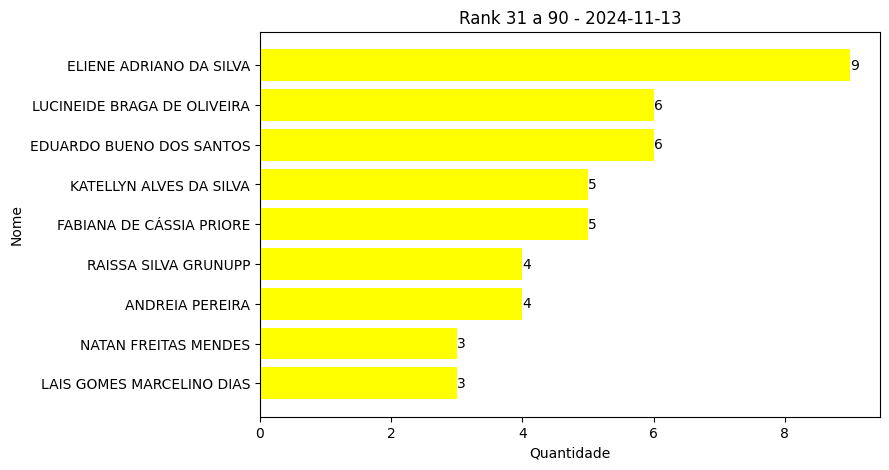 Rank 31 a 90 - 2024-11-13
ELIENE ADRIANO DA SILVA 9
LUCINEIDE BRAGA DE OLIVEIRA 6
EDUARDO BUENO DOS SANTOS 6
KATELLYN ALVES DA SILVA 5
FABIANA DE CÁSSIA PRIORE 5
RAISSA SILVA GRUNUPP 4
ANDREIA PEREIRA 4
NATAN FREITAS MENDES 3
LAIS GOMES MARCELINO DIAS 3
Nome
0 2 4 6 8
Quantidade